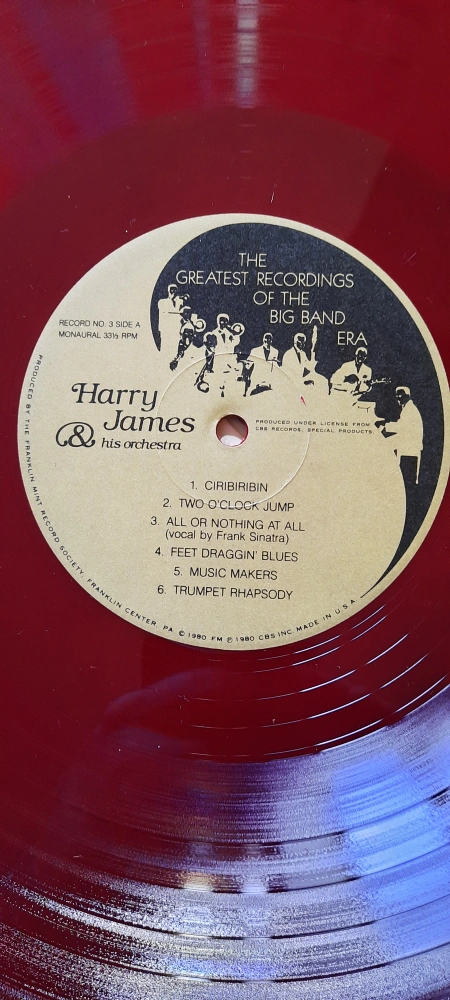 THE
GREATEST RECORDINGS
OF THE
BIG BAND
ERA
RECORD NO. 3 SIDE A
MONAURAL 33⅓ RPM
Harry
James
& his orchestra
PRODUCED UNDER LICENSE FROM
CBS RECORDS, SPECIAL PRODUCTS.
1. CIRIBIRIBIN
2. TWO O'CLOCK JUMP
3. ALL OR NOTHING AT ALL
(vocal by Frank Sinatra)
4. FEET DRAGGIN' BLUES
5. MUSIC MAKERS
6. TRUMPET RHAPSODY
PRODUCED BY THE FRANKLIN MINT RECORD SOCIETY, FRANKLIN CENTER, PA. © 1980 FM ℗ 1980 CBS INC. MADE IN U.S.A.